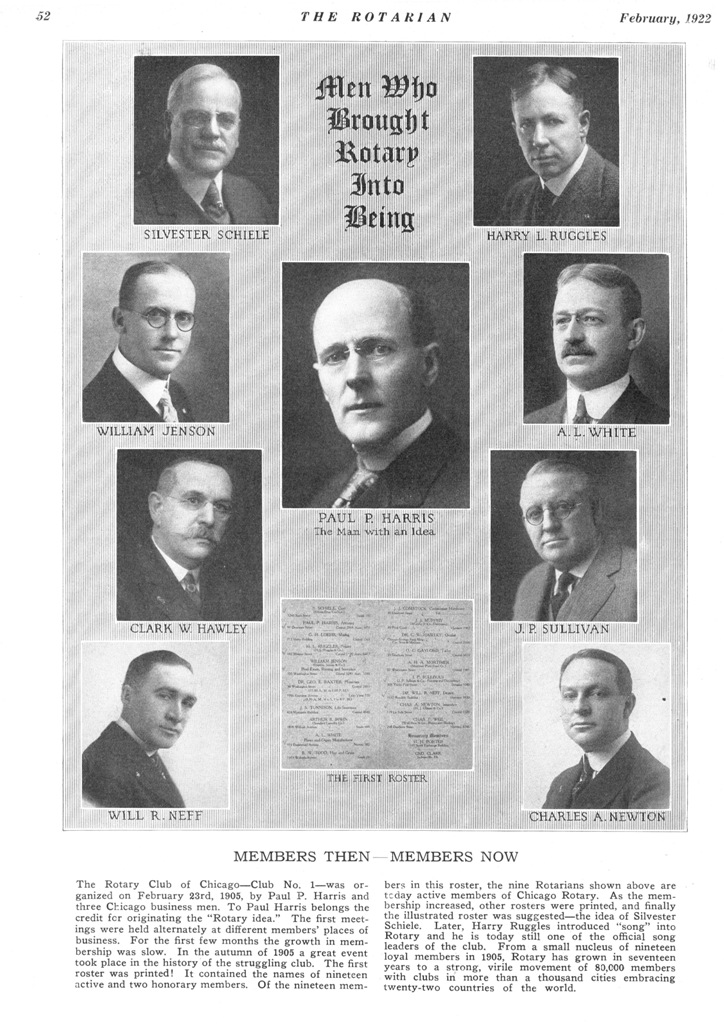 52
THE ROTARIAN
February, 1922
Men Who
Brought
Rotary
Into
Being
SILVESTER SCHIELE
HARRY L. RUGGLES
WILLIAM JENSON
A. L. WHITE
PAUL P. HARRIS
The Man with an Idea
CLARK W. HAWLEY
J. P. SULLIVAN
THE FIRST ROSTER
WILL R. NEFF
CHARLES A. NEWTON
MEMBERS THEN—MEMBERS NOW
The Rotary Club of Chicago—Club No. 1—was or-
ganized on February 23rd, 1905, by Paul P. Harris and
three Chicago business men. To Paul Harris belongs the
credit for originating the "Rotary idea." The first meet-
ings were held alternately at different members' places of
business. For the first few months the growth in mem-
bership was slow. In the autumn of 1905 a great event
took place in the history of the struggling club. The first
roster was printed! It contained the names of nineteen
active and two honorary members. Of the nineteen mem-
bers in this roster, the nine Rotarians shown above are
today active members of Chicago Rotary. As the mem-
bership increased, other rosters were printed, and finally
the illustrated roster was suggested—the idea of Silvester
Schiele. Later, Harry Ruggles introduced "song" into
Rotary and he is today still one of the official song
leaders of the club. From a small nucleus of nineteen
loyal members in 1905, Rotary has grown in seventeen
years to a strong, virile movement of 80,000 members
with clubs in more than a thousand cities embracing
twenty-two countries of the world.